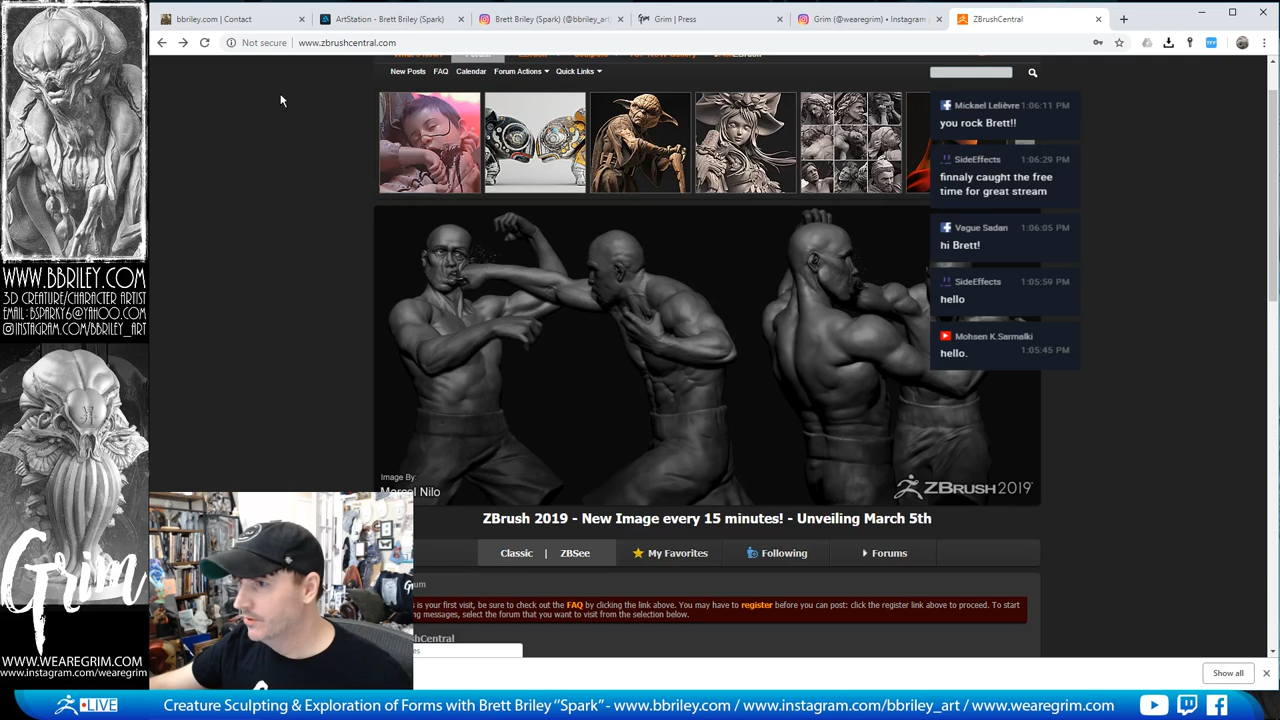 bbriley.com | Contact
ArtStation - Brett Briley (Spark)
Brett Briley (Spark) (@bbriley_art)
Grim | Press
Grim (@wearegrim) • Instagram
ZBrushCentral
Not secure
www.zbrushcentral.com
New Posts
FAQ
Calendar
Forum Actions
Quick Links
Mickael Lelièvre 1:06:11 PM
you rock Brett!!
SideEffects 1:06:29 PM
finnaly caught the free
time for great stream
Vague Sadan 1:06:05 PM
hi Brett!
SideEffects 1:05:59 PM
hello
Mohsen K.Sarmalki
1:05:45 PM
hello.
Image By:
Marcel Nilo
ZBRUSH 2019
ZBrush 2019 - New Image every 15 minutes! - Unveiling March 5th
Classic | ZBSee
My Favorites
Following
Forums
is your first visit, be sure to check out the FAQ by clicking the link above. You may have to register before you can post: click the register link above to proceed. To start
messages, select the forum that you want to visit from the selection below.
Show all
WWW.BBRILEY.COM
3D CREATURE/CHARACTER ARTIST
EMAIL: BSPARKY6@YAHOO.COM
INSTAGRAM.COM/BBRILEY_ART
Grim
WWW.WEAREGRIM.COM
www.instagram.com/wearegrim
LIVE
Creature Sculpting & Exploration of Forms with Brett Briley "Spark" - www.bbriley.com / www.instagram.com/bbriley_art / www.wearegrim.com